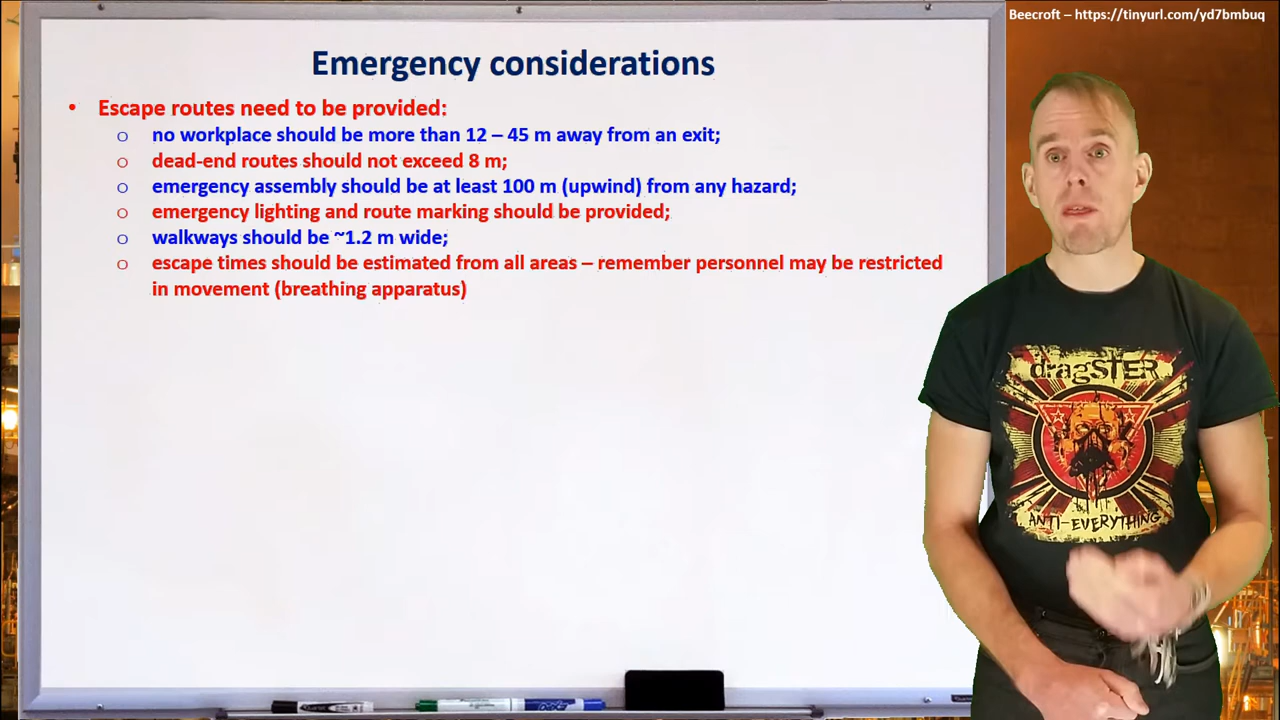 Beecroft – https://tinyurl.com/yd7bmbuq
Emergency considerations
• Escape routes need to be provided:
o no workplace should be more than 12 – 45 m away from an exit;
o dead-end routes should not exceed 8 m;
o emergency assembly should be at least 100 m (upwind) from any hazard;
o emergency lighting and route marking should be provided;
o walkways should be ~1.2 m wide;
o escape times should be estimated from all areas – remember personnel may be restricted
in movement (breathing apparatus)
dragSTER
ANTI-EVERYTHING